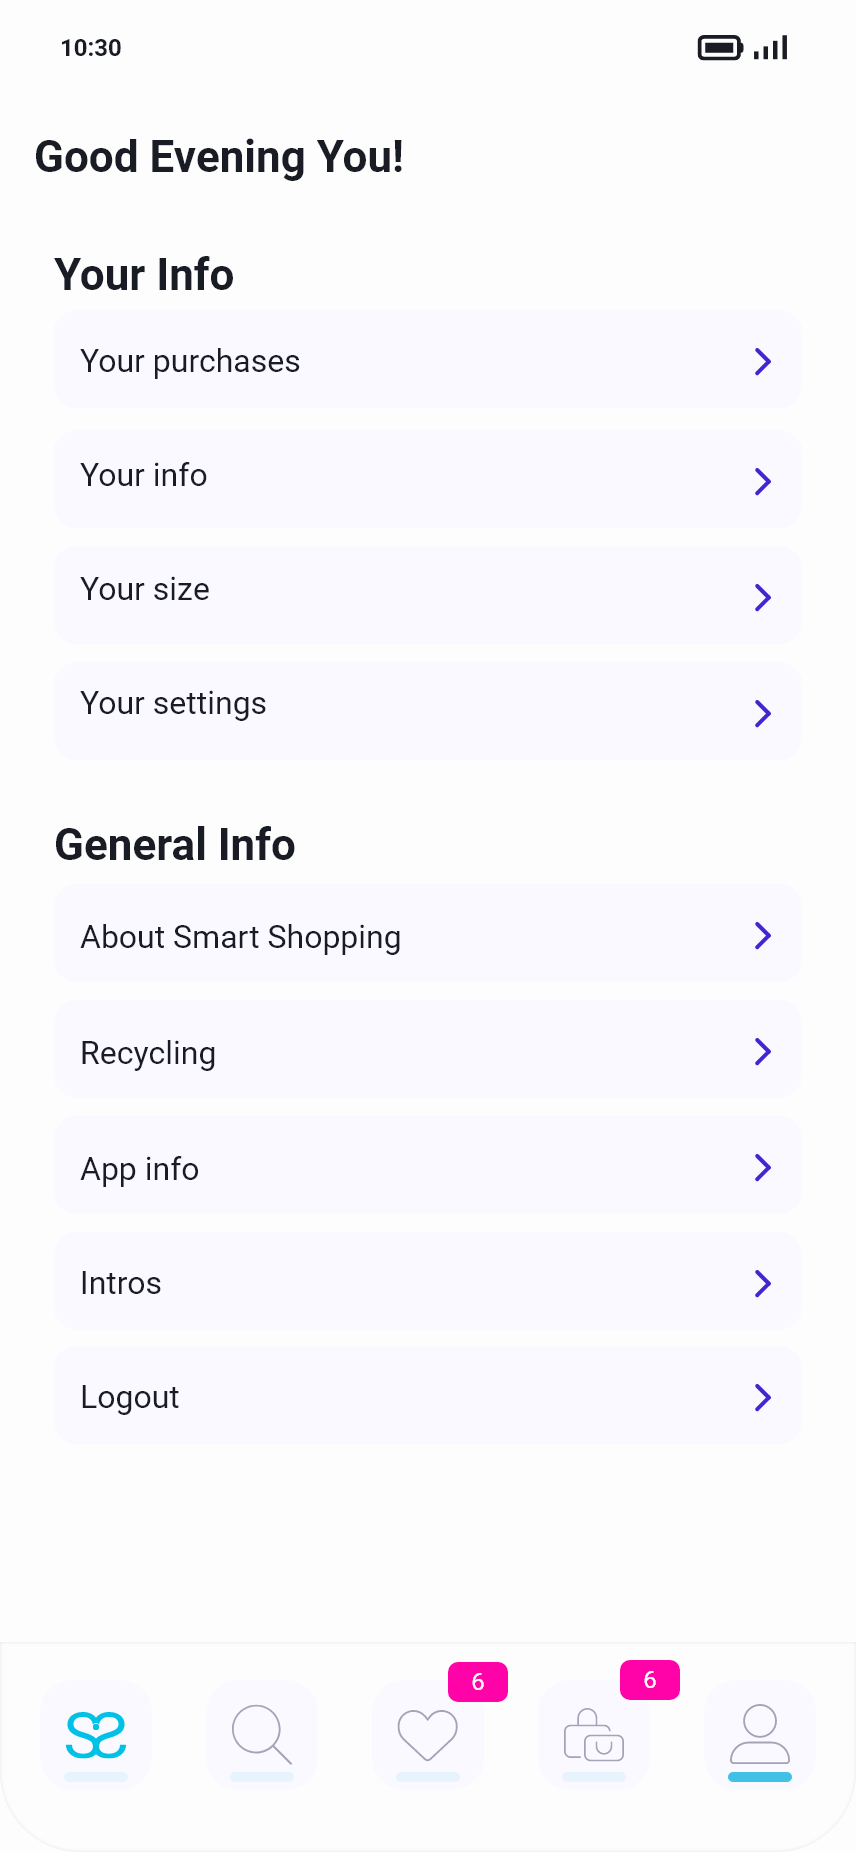 10:30
Good Evening You!
Your Info
Your purchases
Your info
Your size
Your settings
General Info
About Smart Shopping
Recycling
App info
Intros
Logout
6
6
SS